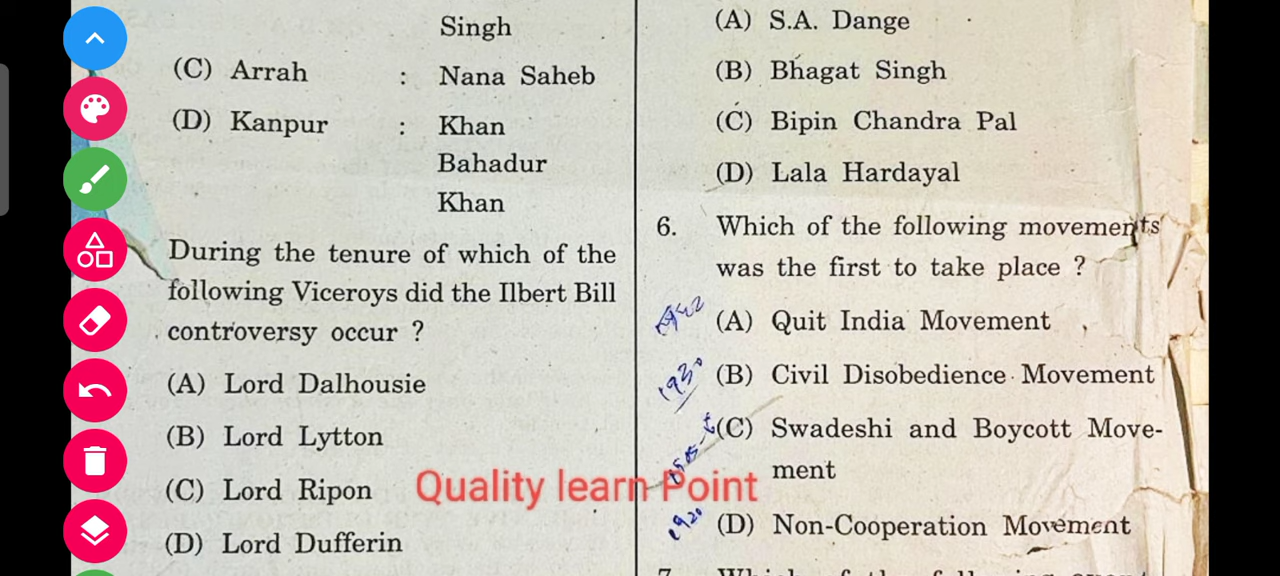 Singh
(C) Arrah : Nana Saheb
(D) Kanpur : Khan
Bahadur
Khan
During the tenure of which of the
following Viceroys did the Ilbert Bill
controversy occur ?
(A) Lord Dalhousie
(B) Lord Lytton
(C) Lord Ripon
(D) Lord Dufferin
Quality learn Point
(A) S.A. Dange
(B) Bhagat Singh
(C) Bipin Chandra Pal
(D) Lala Hardayal
6. Which of the following movements
was the first to take place ?
1942 (A) Quit India Movement
1930 (B) Civil Disobedience Movement
(C) Swadeshi and Boycott Move-
ment
1920 (D) Non-Cooperation Movement